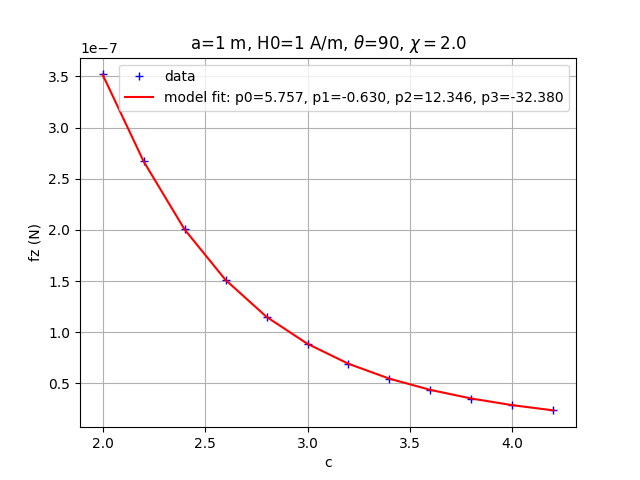 a=1 m, H0=1 A/m, θ=90, χ = 2.0
1e−7
data
model fit: p0=5.757, p1=-0.630, p2=12.346, p3=-32.380
fz (N)
3.5
3.0
2.5
2.0
1.5
1.0
0.5
2.0 2.5 3.0 3.5 4.0
c